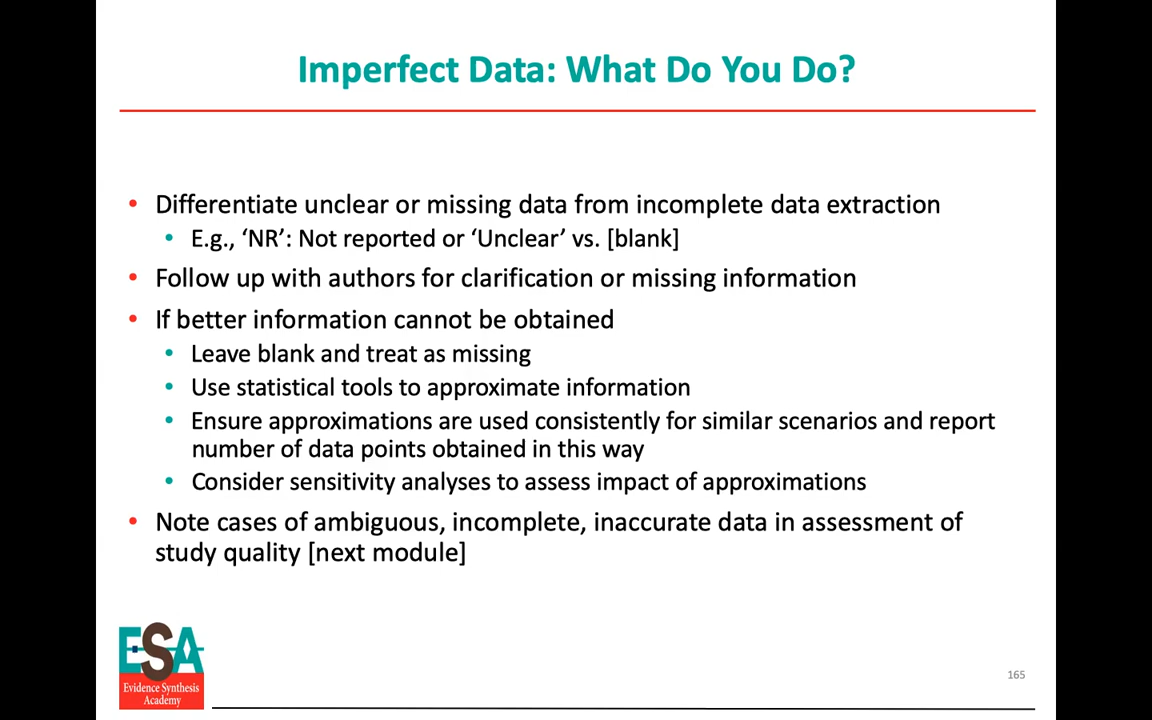 Imperfect Data: What Do You Do?
• Differentiate unclear or missing data from incomplete data extraction
• E.g., ‘NR’: Not reported or ‘Unclear’ vs. [blank]
• Follow up with authors for clarification or missing information
• If better information cannot be obtained
• Leave blank and treat as missing
• Use statistical tools to approximate information
• Ensure approximations are used consistently for similar scenarios and report
number of data points obtained in this way
• Consider sensitivity analyses to assess impact of approximations
• Note cases of ambiguous, incomplete, inaccurate data in assessment of
study quality [next module]
ESA
Evidence Synthesis
Academy
165